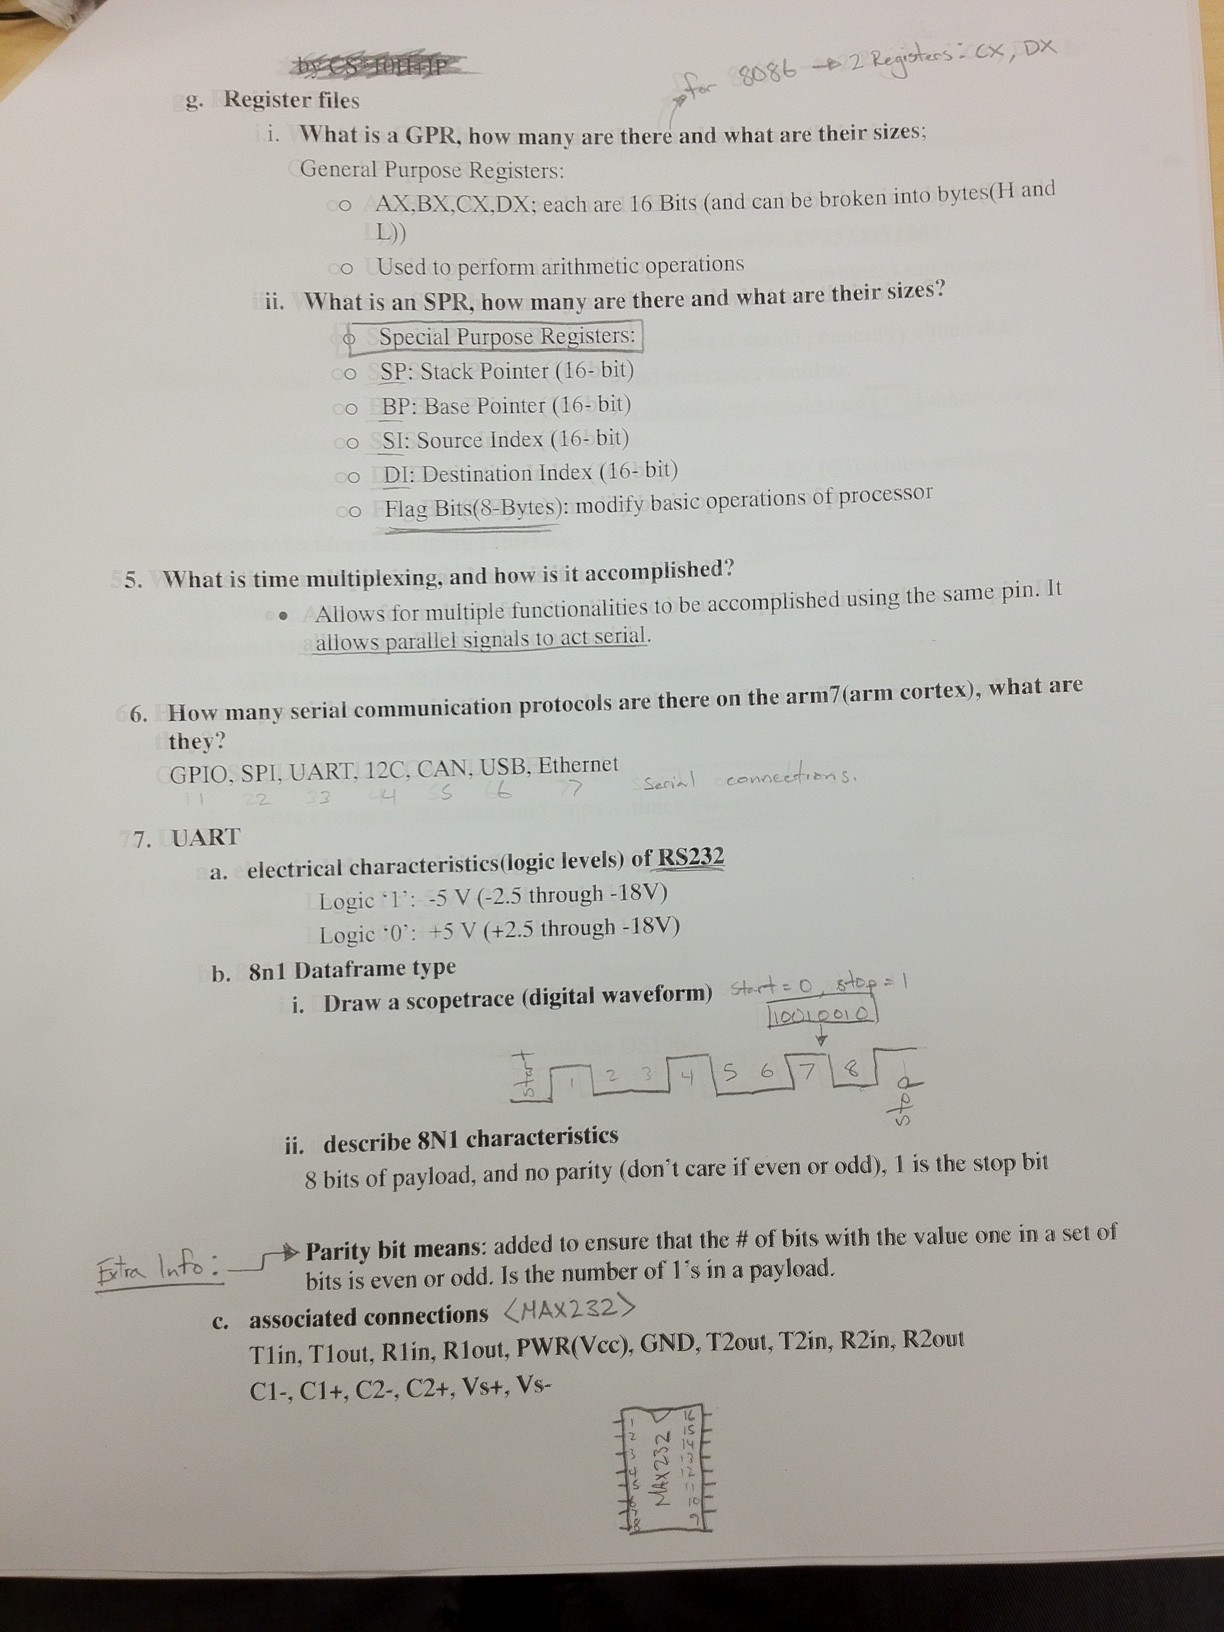 by CS-10H+IP
for 8086 → 2 Registers: CX, DX
g. Register files
i. What is a GPR, how many are there and what are their sizes;
General Purpose Registers:
o AX,BX,CX,DX; each are 16 Bits (and can be broken into bytes(H and
L))
o Used to perform arithmetic operations
ii. What is an SPR, how many are there and what are their sizes?
o Special Purpose Registers:
o SP: Stack Pointer (16- bit)
o BP: Base Pointer (16- bit)
o SI: Source Index (16- bit)
o DI: Destination Index (16- bit)
o Flag Bits(8-Bytes): modify basic operations of processor
5. What is time multiplexing, and how is it accomplished?
• Allows for multiple functionalities to be accomplished using the same pin. It
allows parallel signals to act serial.
6. How many serial communication protocols are there on the arm7(arm cortex), what are
they?
GPIO, SPI, UART, 12C, CAN, USB, Ethernet
1 2 3 4 5 6 7 Serial connections.
7. UART
a. electrical characteristics(logic levels) of RS232
Logic '1': -5 V (-2.5 through -18V)
Logic '0': +5 V (+2.5 through -18V)
b. 8n1 Dataframe type
i. Draw a scopetrace (digital waveform) Start = 0, stop = 1
10010010
Start 1 2 3 4 5 6 7 8 Stop
ii. describe 8N1 characteristics
8 bits of payload, and no parity (don't care if even or odd), 1 is the stop bit
Extra Info: → Parity bit means: added to ensure that the # of bits with the value one in a set of
bits is even or odd. Is the number of 1's in a payload.
c. associated connections <MAX232>
T1in, T1out, R1in, R1out, PWR(Vcc), GND, T2out, T2in, R2in, R2out
C1-, C1+, C2-, C2+, Vs+, Vs-
1 2 3 4 5 6 7 8
MAX232
16 15 14 13 12 11 10 9